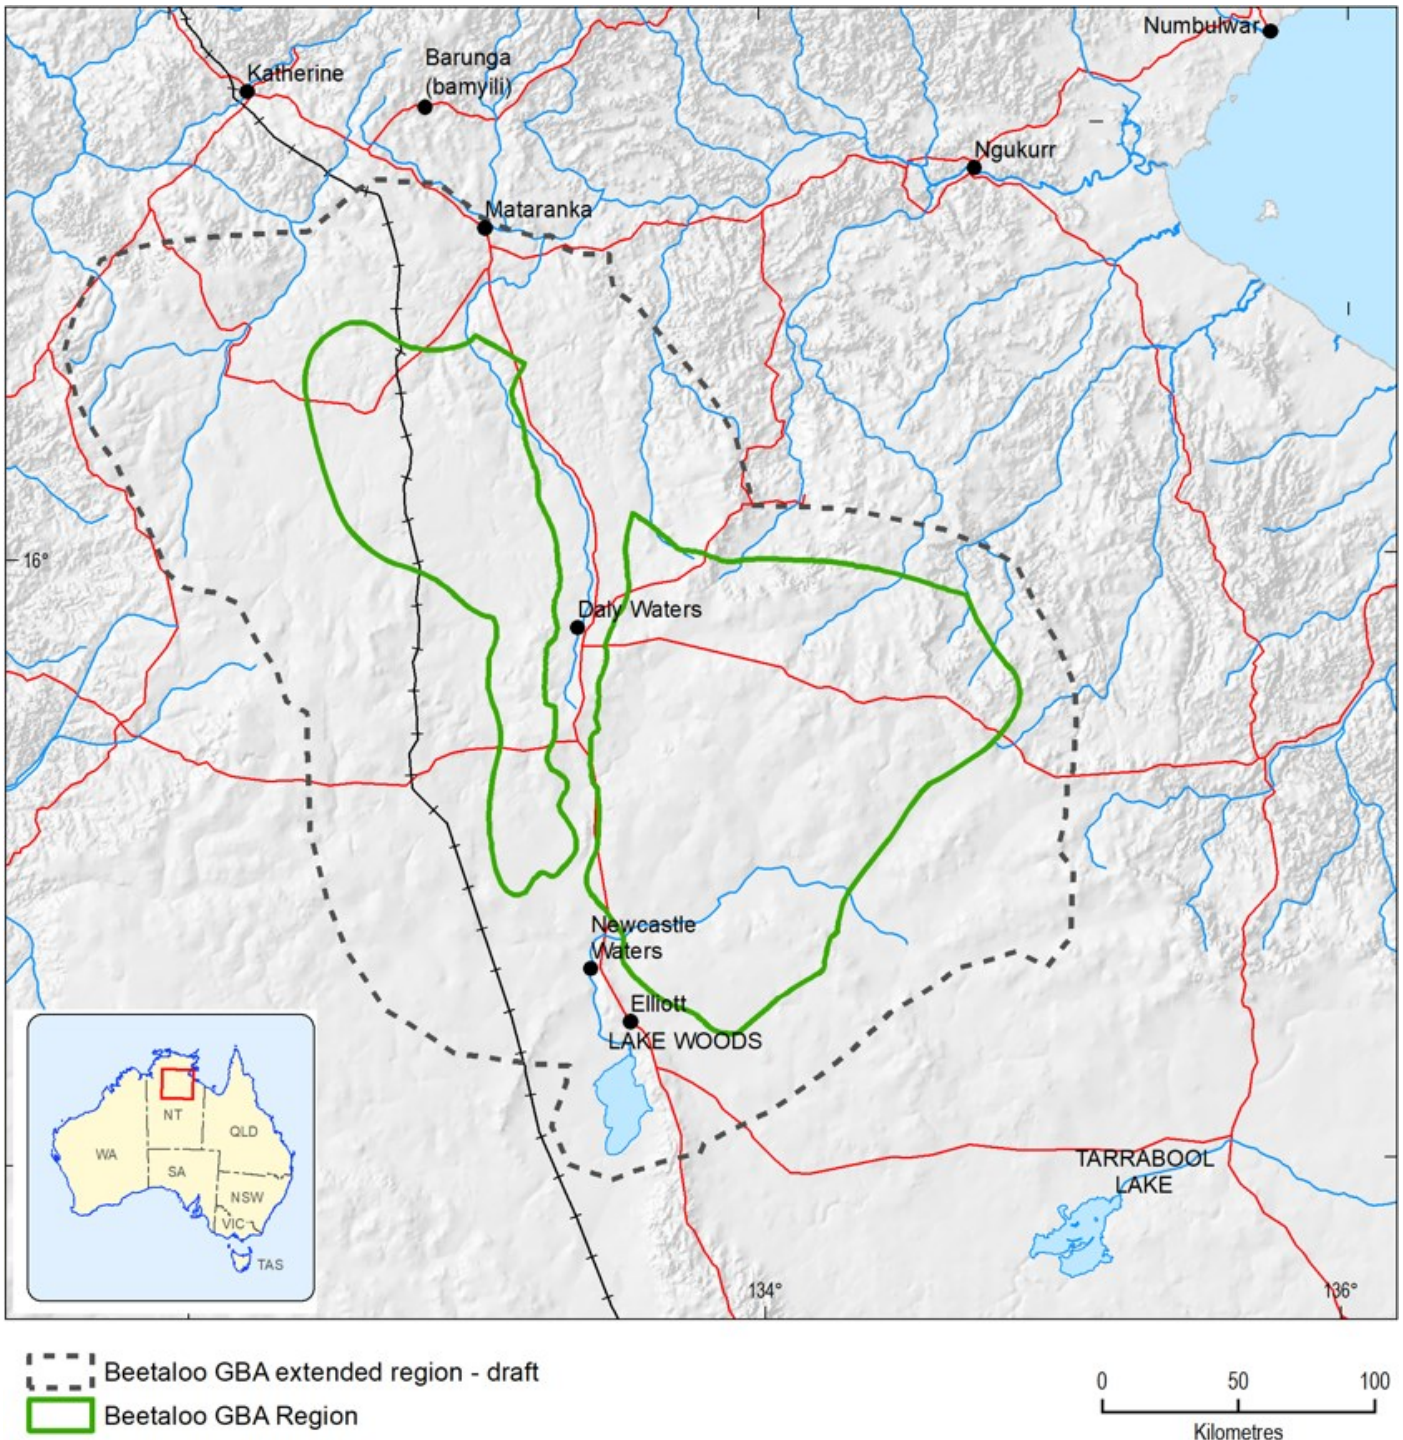 Numbulwar
Barunga
(bamyili)
Katherine
Ngukurr
Mataranka
16°
Daly Waters
Newcastle
Waters
Elliott
LAKE WOODS
TARRABOOL
LAKE
134°
136°
NT
QLD
WA
SA
NSW
VIC
TAS
Beetaloo GBA extended region - draft
Beetaloo GBA Region
0 50 100
Kilometres